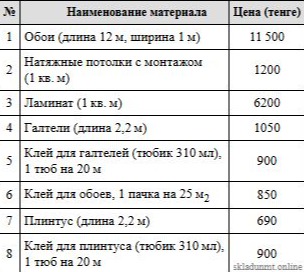 № Наименование материала Цена (тенге)
1 Обои (длина 12 м, ширина 1 м) 11 500
2 Натяжные потолки с монтажом
(1 кв. м) 1200
3 Ламинат (1 кв. м) 6200
4 Галтели (длина 2,2 м) 1050
5 Клей для галтелей (тюбик 310 мл),
1 туб на 20 м 900
6 Клей для обоев, 1 пачка на 25 м2 850
7 Плинтус (длина 2,2 м) 690
8 Клей для плинтуса (тюбик 310 мл),
1 туб на 20 м 900
skladunmt.online